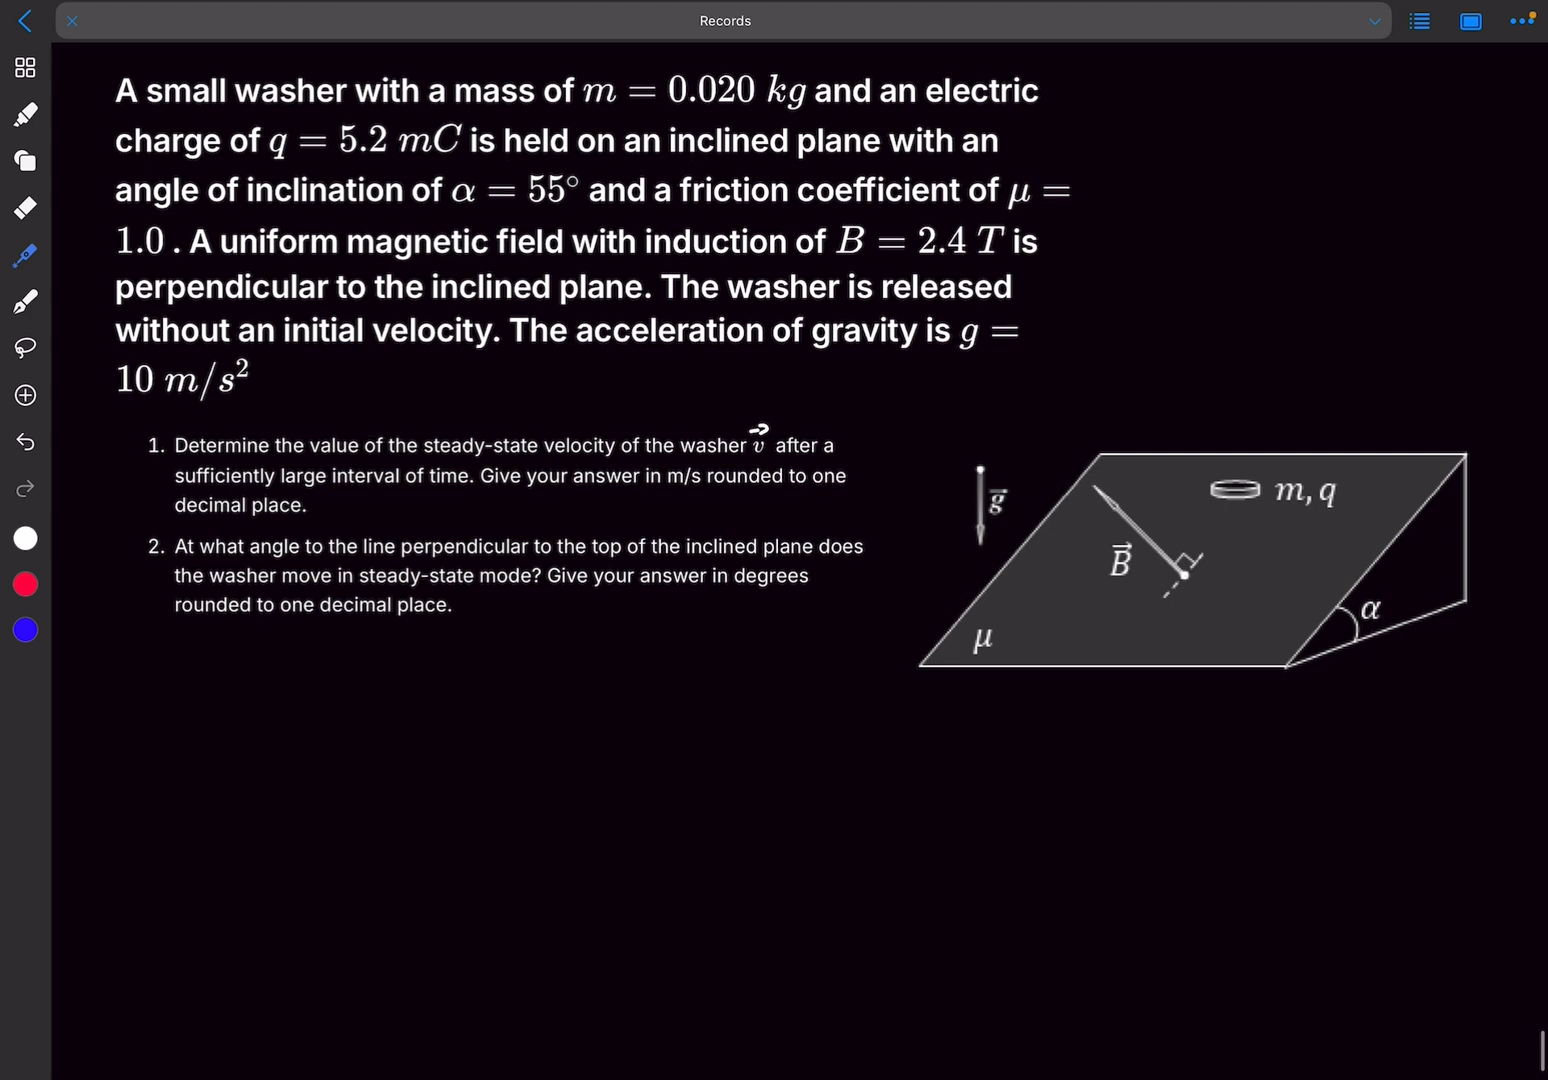 Records
A small washer with a mass of m = 0.020 kg and an electric
charge of q = 5.2 mC is held on an inclined plane with an
angle of inclination of α = 55° and a friction coefficient of μ =
1.0 . A uniform magnetic field with induction of B = 2.4 T is
perpendicular to the inclined plane. The washer is released
without an initial velocity. The acceleration of gravity is g =
10 m/s²
1. Determine the value of the steady-state velocity of the washer v⃗ after a
sufficiently large interval of time. Give your answer in m/s rounded to one
decimal place.
2. At what angle to the line perpendicular to the top of the inclined plane does
the washer move in steady-state mode? Give your answer in degrees
rounded to one decimal place.
g⃗
m, q
B⃗
α
μ